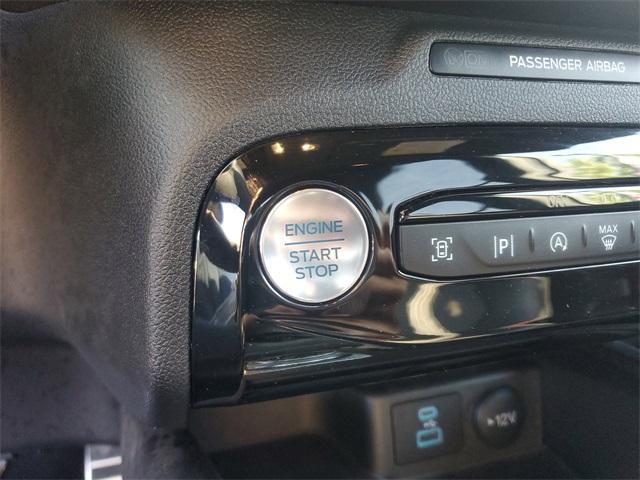 PASSENGER AIRBAG
ENGINE
START
STOP
P
A
MAX
12V